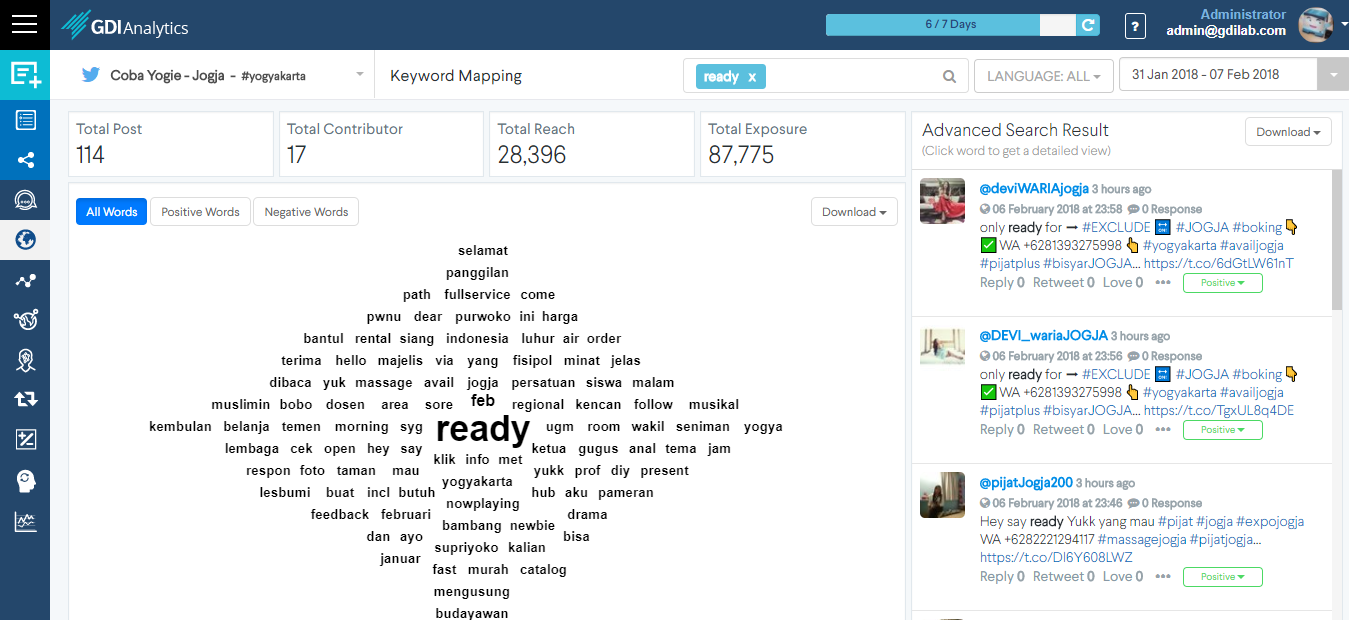 GDI Analytics
6 / 7 Days
?
Administrator
admin@gdilab.com
Coba Yogie - Jogja - #yogyakarta
Keyword Mapping
ready x
LANGUAGE: ALL
31 Jan 2018 - 07 Feb 2018
Total Post
114
Total Contributor
17
Total Reach
28,396
Total Exposure
87,775
All Words
Positive Words
Negative Words
Download
selamat
panggilan
path fullservice come
pwnu dear purwoko ini harga
bantul rental siang indonesia luhur air order
terima hello majelis via yang fisipol minat jelas
dibaca yuk massage avail jogja persatuan siswa malam
muslimin bobo dosen area sore feb regional kencan follow musikal
kembulan belanja temen morning syg ready ugm room wakil seniman yogya
lembaga cek open hey say ketua gugus anal tema jam
klik info met
respon foto taman mau yukk prof diy present
yogyakarta
lesbumi buat incl butuh hub aku pameran
nowplaying
feedback februari drama
bambang newbie
dan ayo bisa
supriyoko kalian
januar
fast murah catalog
mengusung
budayawan
Advanced Search Result
Download
(Click word to get a detailed view)
@deviWARIAjogja 3 hours ago
06 February 2018 at 23:58 0 Response
only ready for ➞ #EXCLUDE 🔛 #JOGJA #boking 👇
✅ WA +6281393275998 👆 #yogyakarta #availjogja
#pijatplus #bisyarJOGJA... https://t.co/6dGtLW61nT
Reply 0 Retweet 0 Love 0 ••• Positive
@DEVI_wariaJOGJA 3 hours ago
06 February 2018 at 23:56 0 Response
only ready for ➞ #EXCLUDE 🔛 #JOGJA #boking 👇
✅ WA +6281393275998 👆 #yogyakarta #availjogja
#pijatplus #bisyarJOGJA... https://t.co/TgxUL8q4DE
Reply 0 Retweet 0 Love 0 ••• Positive
@pijatJogja200 3 hours ago
06 February 2018 at 23:46 0 Response
Hey say ready Yukk yang mau #pijat #jogja #expojogja
WA +6282221294117 #massagejogja #pijatjogja...
https://t.co/DI6Y608LWZ
Reply 0 Retweet 0 Love 0 ••• Positive